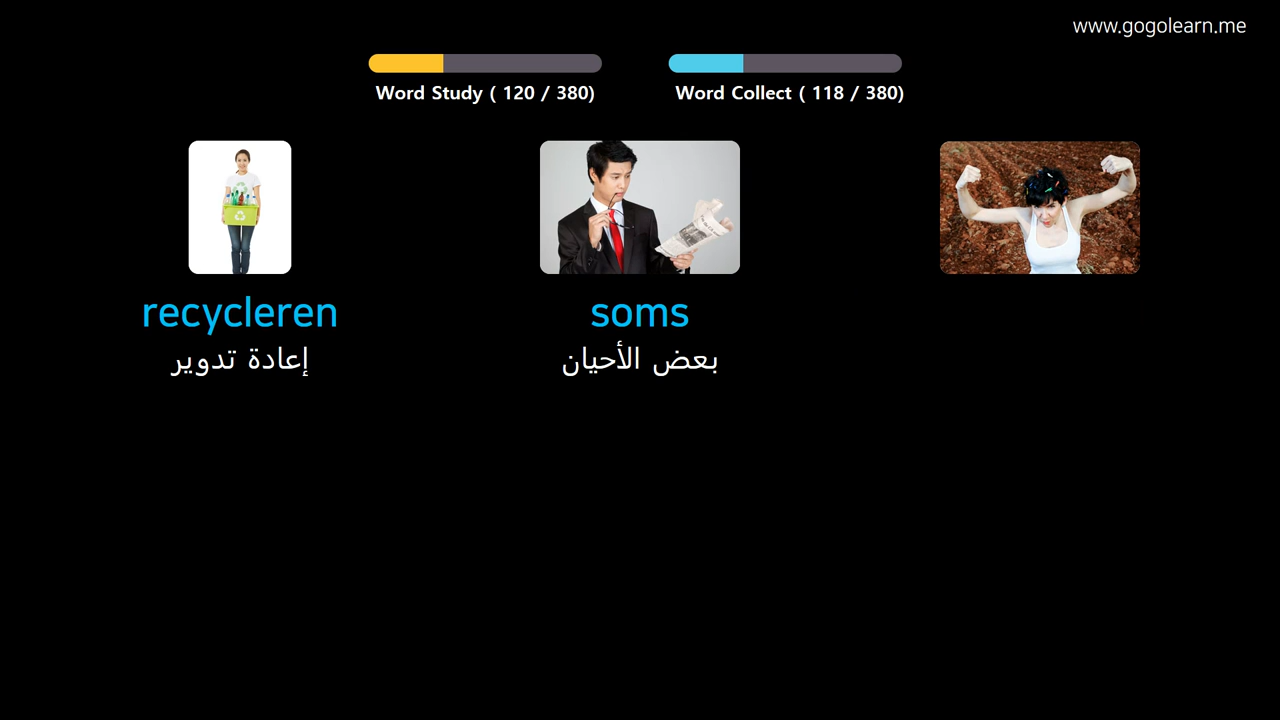 www.gogolearn.me
Word Study ( 120 / 380)
Word Collect ( 118 / 380)
recycleren
إعادة تدوير
soms
بعض الأحيان